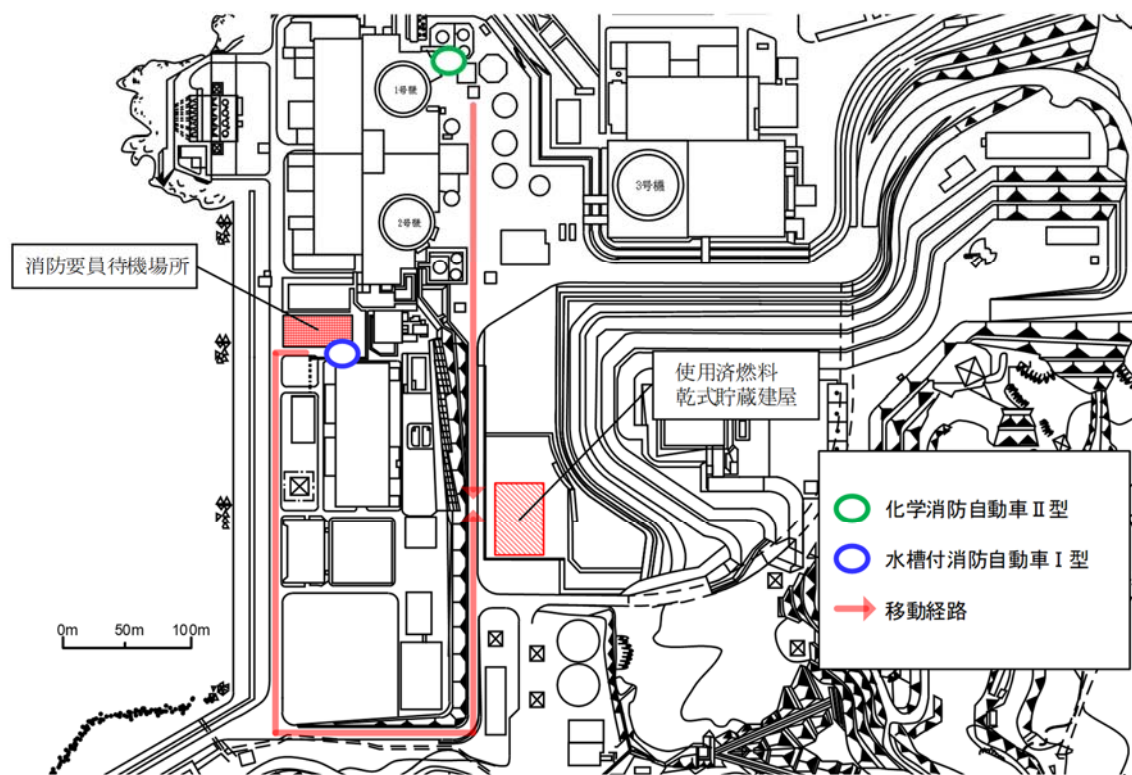 1号機
2号機
3号機
消防要員待機場所
使用済燃料
乾式貯蔵建屋
化学消防自動車Ⅱ型
水槽付消防自動車Ⅰ型
移動経路
0m 50m 100m